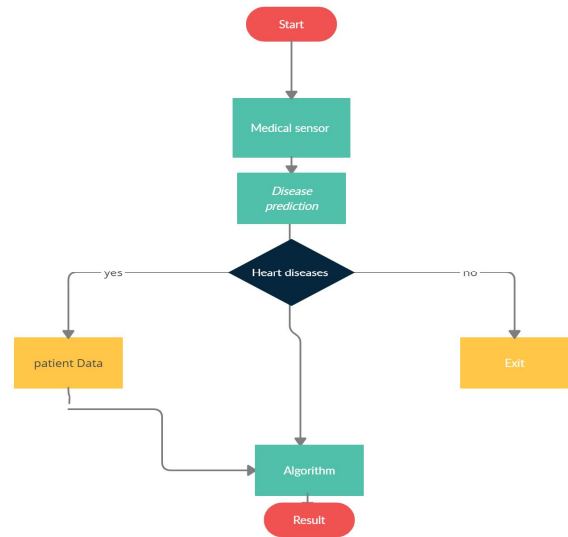 Start
Medical sensor
Disease
prediction
Heart diseases
yes
no
patient Data
Exit
Algorithm
Result